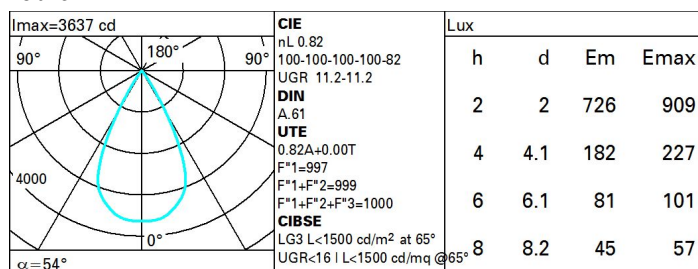 Imax=3637 cd
90° 180° 90°
4000
0°
α=54°
CIE
nL 0.82
100-100-100-100-82
UGR 11.2-11.2
DIN
A.61
UTE
0.82A+0.00T
F"1=997
F"1+F"2=999
F"1+F"2+F"3=1000
CIBSE
LG3 L<1500 cd/m² at 65°
UGR<16 | L<1500 cd/mq @65°
Lux
h d Em Emax
2 2 726 909
4 4.1 182 227
6 6.1 81 101
8 8.2 45 57